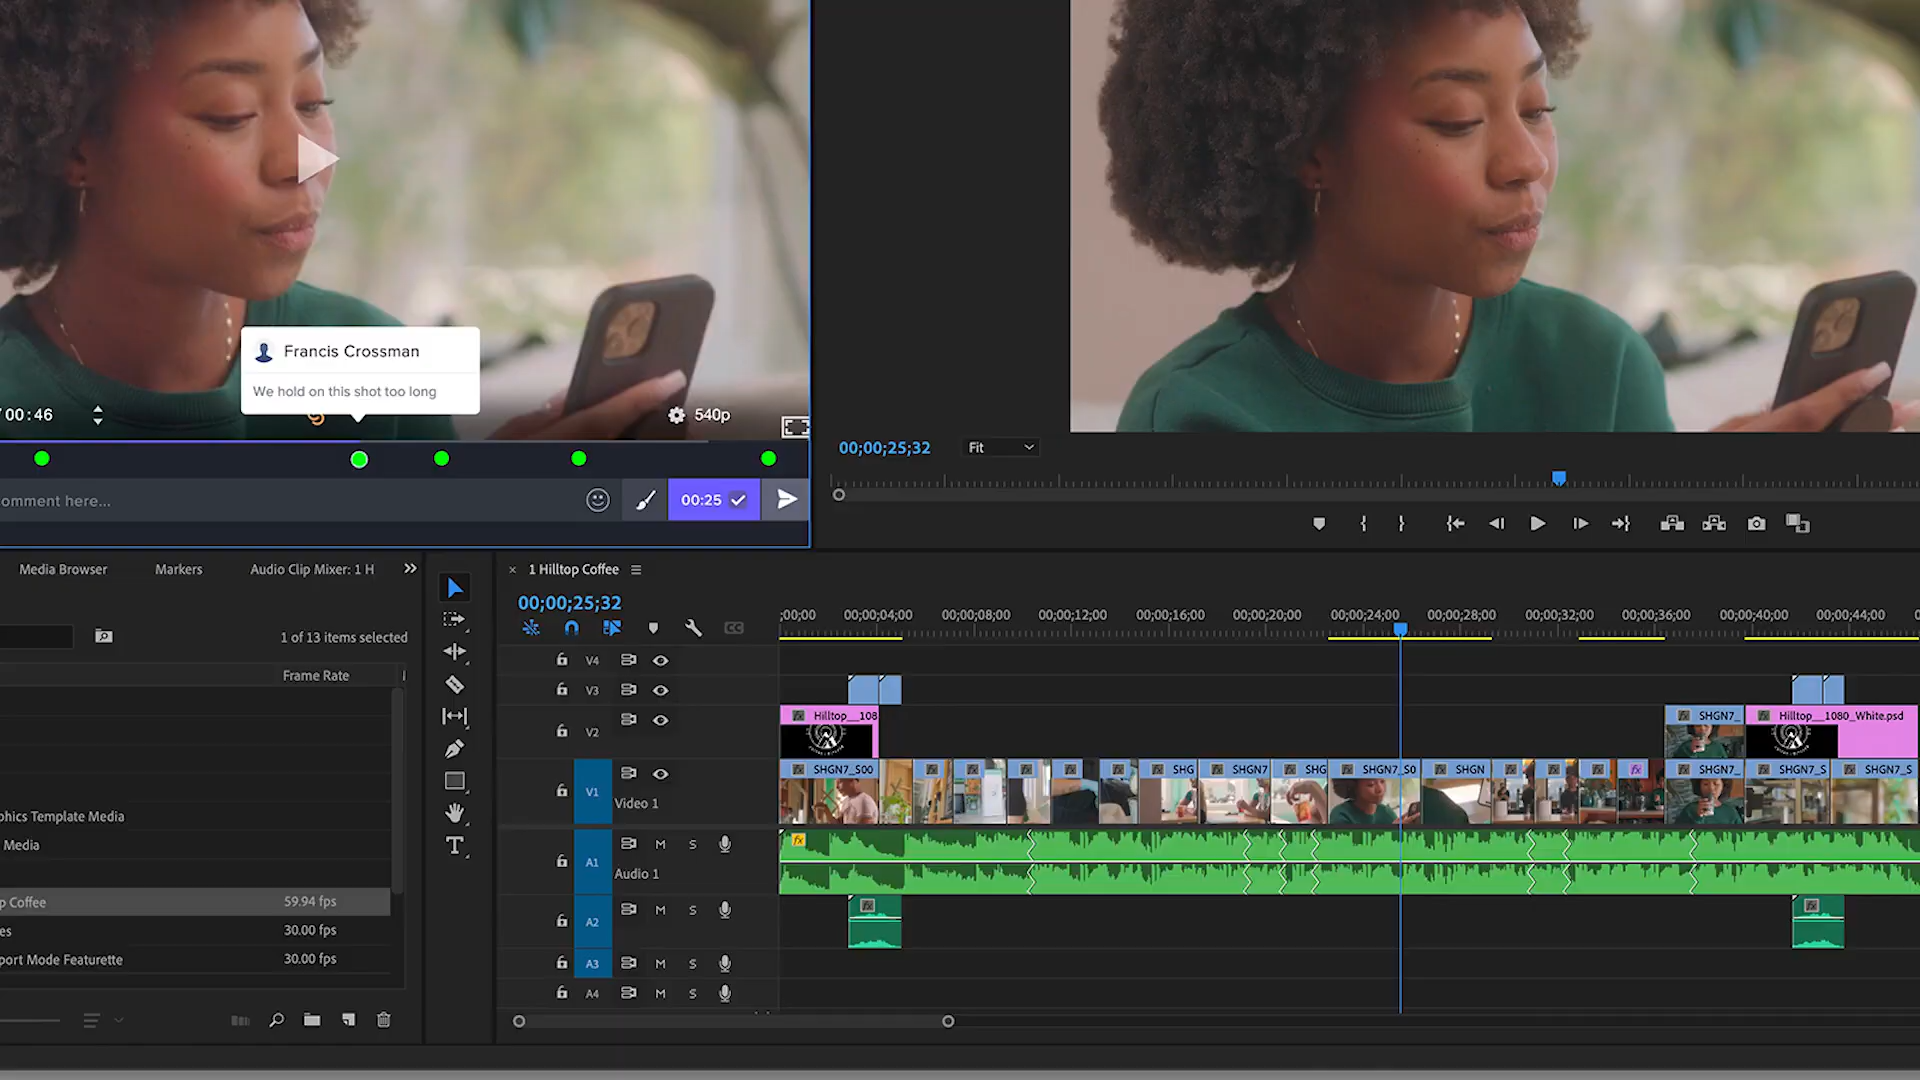 Francis Crossman
We hold on this shot too long
/ 00:46
540p
omment here...
00:25
00;00;25;32
Fit
Media Browser
Markers
Audio Clip Mixer: 1 H
1 of 13 items selected
Frame Rate
phics Template Media
Media
p Coffee
59.94 fps
es
30.00 fps
port Mode Featurette
30.00 fps
1 Hilltop Coffee
00;00;25;32
;00;00
00;00;04;00
00;00;08;00
00;00;12;00
00;00;16;00
00;00;20;00
00;00;24;00
00;00;28;00
00;00;32;00
00;00;36;00
00;00;40;00
00;00;44;00
CC
V4
V3
V2
Hilltop__108
SHGN7_
Hilltop__1080_White.psd
V1
Video 1
SHGN7_S00
SHG
SHGN7
SHG
SHGN7_S0
SHGN
SHGN7_
SHGN7_S
SHGN7_S
A1
M
S
Audio 1
A2
M
S
A3
M
S
A4
M
S